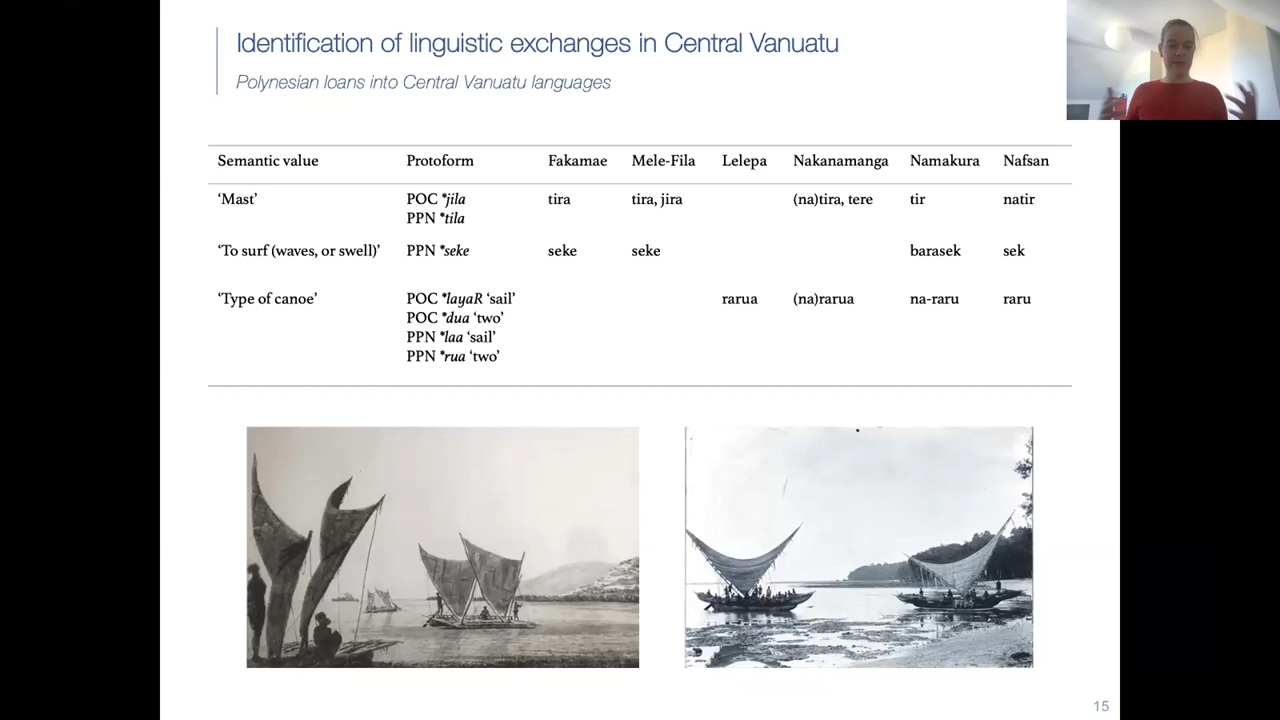 Identification of linguistic exchanges in Central Vanuatu
Polynesian loans into Central Vanuatu languages
Semantic value Protoform Fakamae Mele-Fila Lelepa Nakanamanga Namakura Nafsan
‘Mast’ POC *jila tira tira, jira (na)tira, tere tir natir
PPN *tila
‘To surf (waves, or swell)’ PPN *seke seke seke barasek sek
‘Type of canoe’ POC *layaR ‘sail’ rarua (na)rarua na-raru raru
POC *dua ‘two’
PPN *laa ‘sail’
PPN *rua ‘two’
15